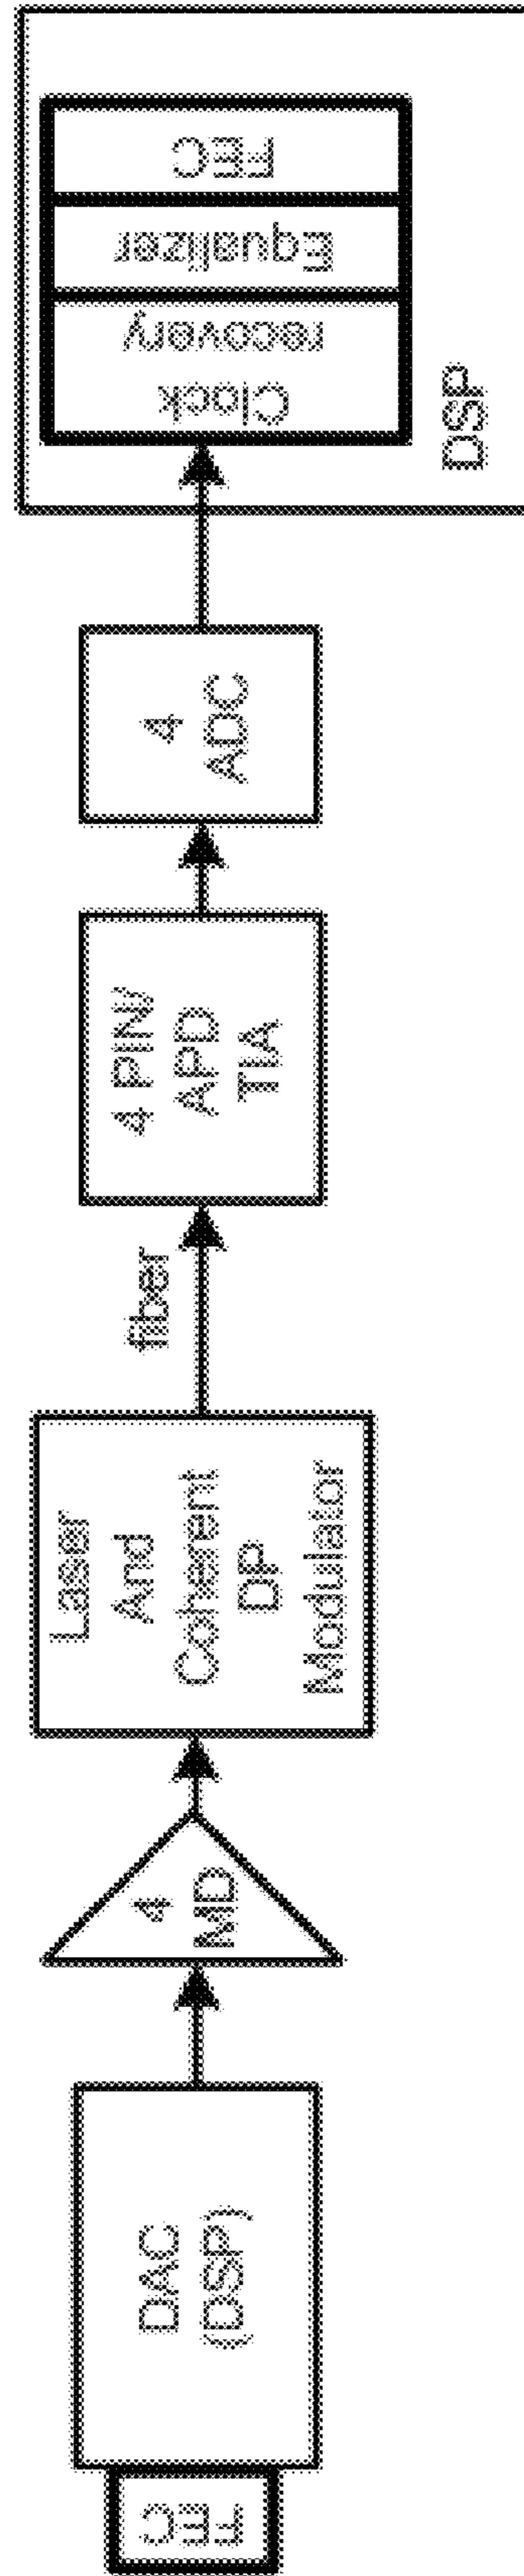 FEC
DAC
(DSP)
4
MD
Laser
And
Coherent
DP
Modulator
fiber
4 PIN/
APD
TIA
4
ADC
Clock
recovery
Equalizer
FEC
DSP